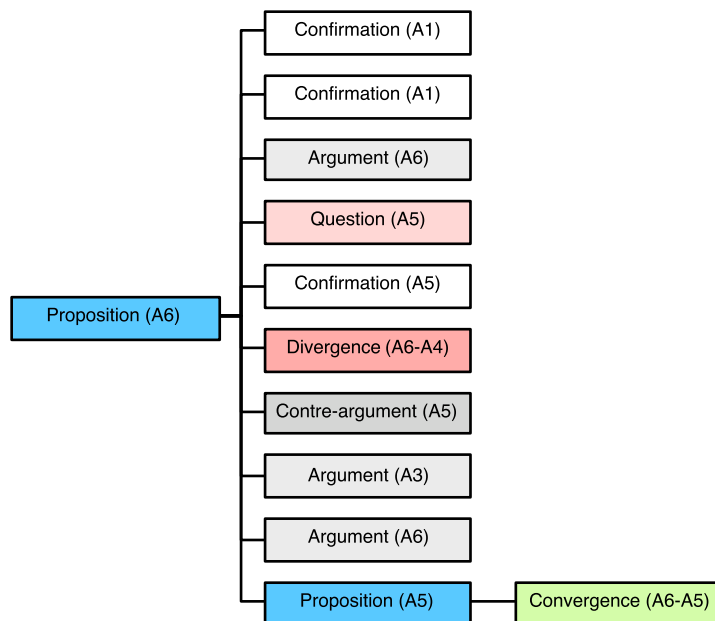 Confirmation (A1)
Confirmation (A1)
Argument (A6)
Question (A5)
Confirmation (A5)
Proposition (A6)
Divergence (A6-A4)
Contre-argument (A5)
Argument (A3)
Argument (A6)
Proposition (A5)
Convergence (A6-A5)